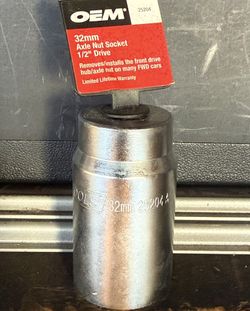 OEM
25204
32mm
Axle Nut Socket
1/2" Drive
Removes/installs the front drive
hub/axle nut on many FWD cars
Limited Lifetime Warranty
32mm 25204